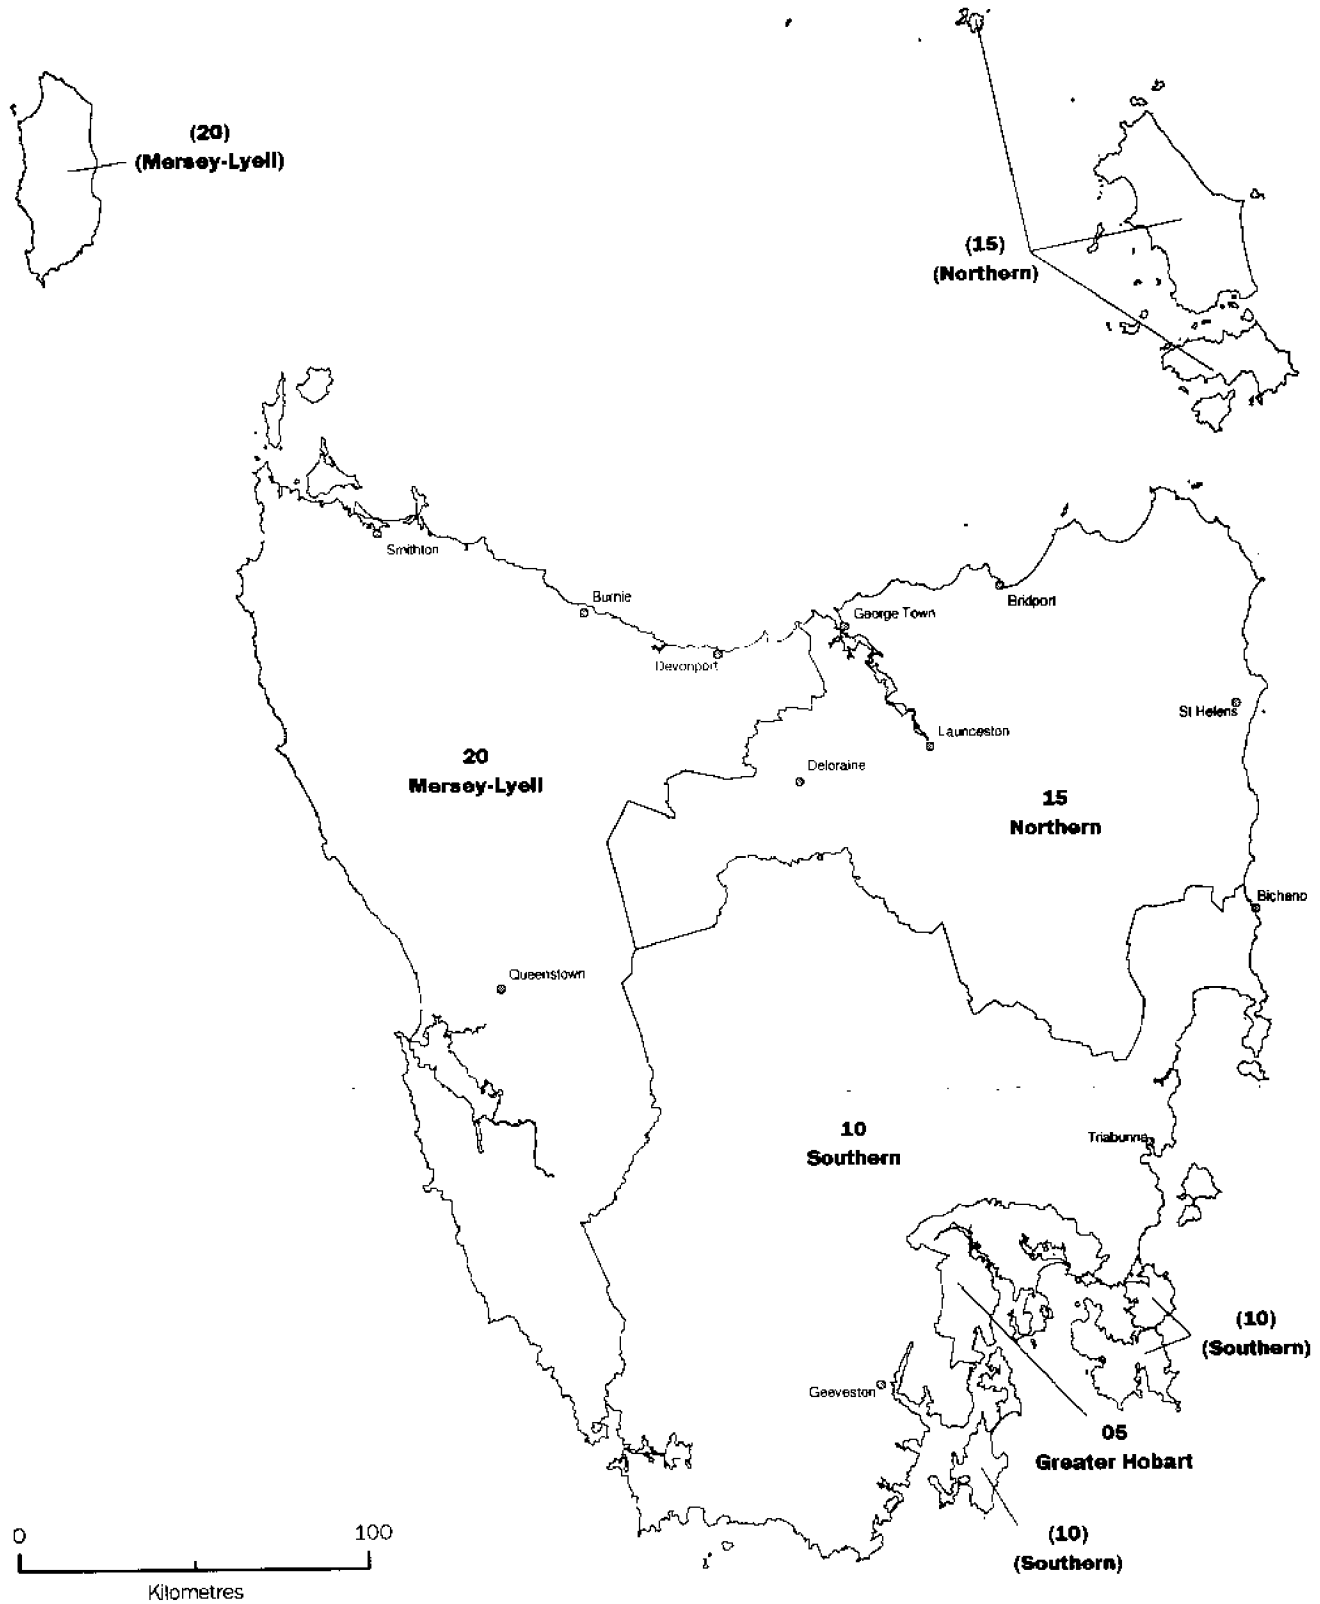 (20)
(Mersey-Lyell)
(15)
(Northern)
Smithton
Burnie
George Town
Bridport
Devonport
St Helens
Launceston
20
Mersey-Lyell
Deloraine
15
Northern
Bicheno
Queenstown
10
Southern
Triabunna
(10)
(Southern)
Geeveston
05
Greater Hobart
0
100
Kilometres
(10)
(Southern)